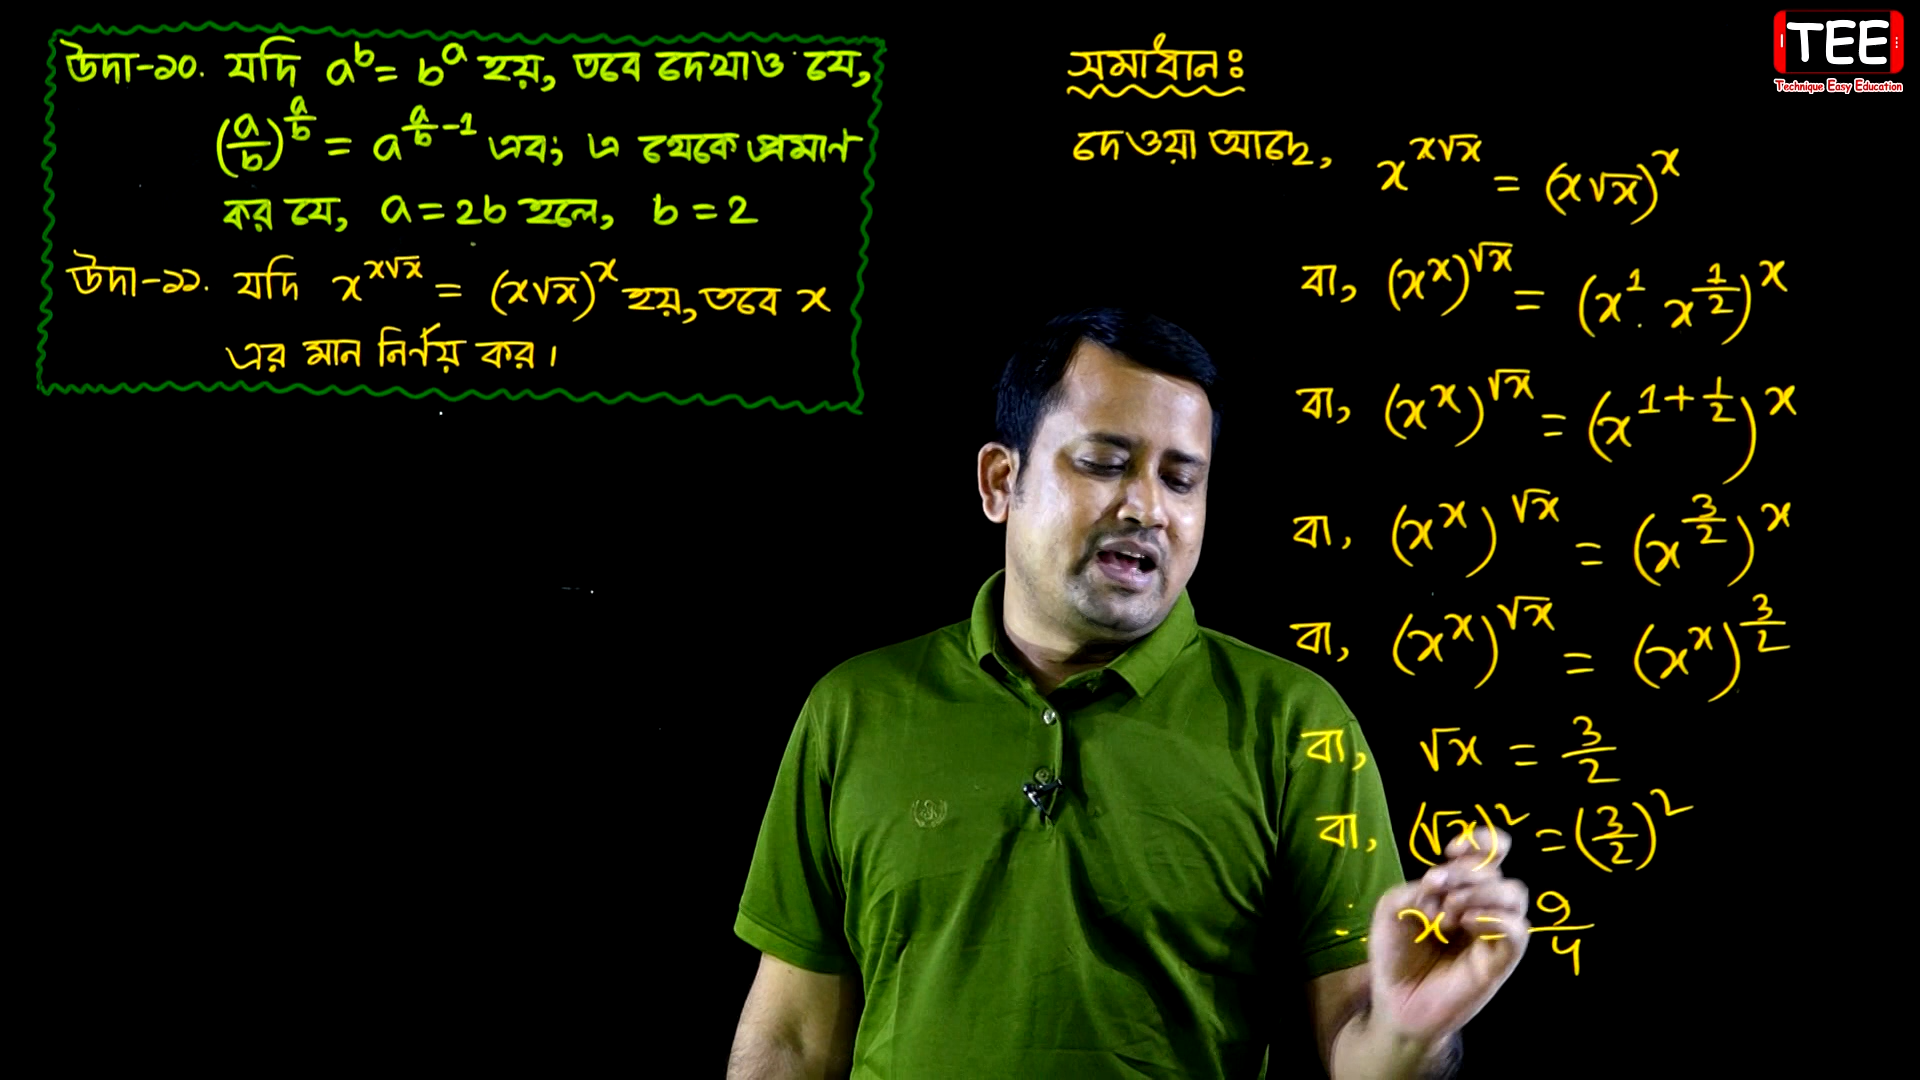 উদা-১০. যদি a^b = b^a হয়, তবে দেখাও যে,
(a/b)^(a/b) = a^(a/b - 1) এবং এ থেকে প্রমাণ
কর যে, a = 2b হলে, b = 2
উদা-১১. যদি x^(x√x) = (x√x)^x হয়, তবে x
এর মান নির্ণয় কর।
সমাধানঃ
দেওয়া আছে, x^(x√x) = (x√x)^x
বা, (x^x)^√x = (x^1 . x^(1/2))^x
বা, (x^x)^√x = (x^(1+1/2))^x
বা, (x^x)^√x = (x^(3/2))^x
বা, (x^x)^√x = (x^x)^(3/2)
বা, √x = 3/2
বা, (√x)^2 = (3/2)^2
∴ x = 9/4
TEE
Technique Easy Education